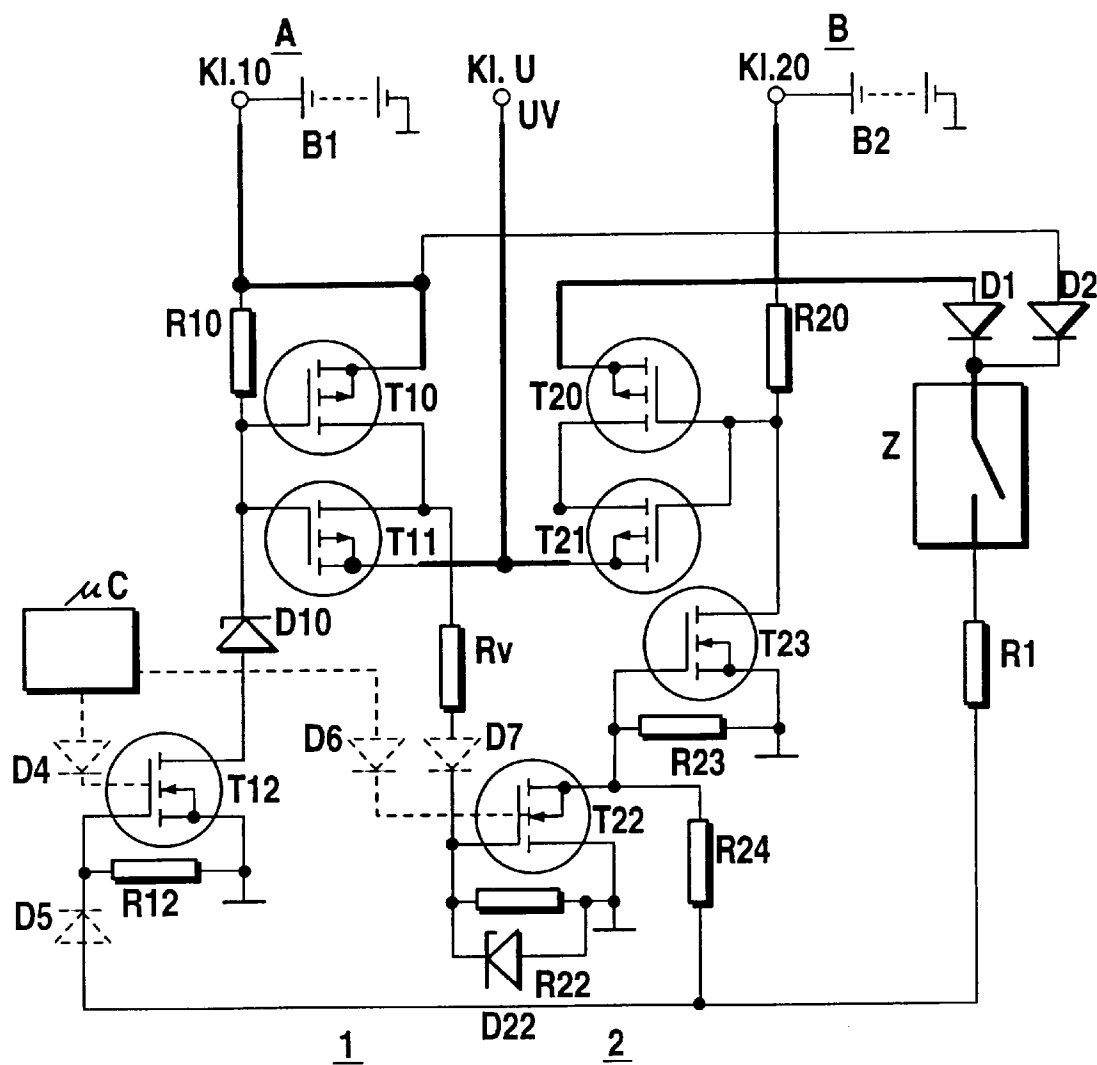 A
B
Kl.10
Kl. U
Kl.20
UV
B1
B2
D1
D2
R10
R20
T10
T20
Z
T11
T21
µC
D10
Rv
T23
R1
D6
D7
R23
D4
T12
T22
R24
R12
D5
R22
D22
1
2